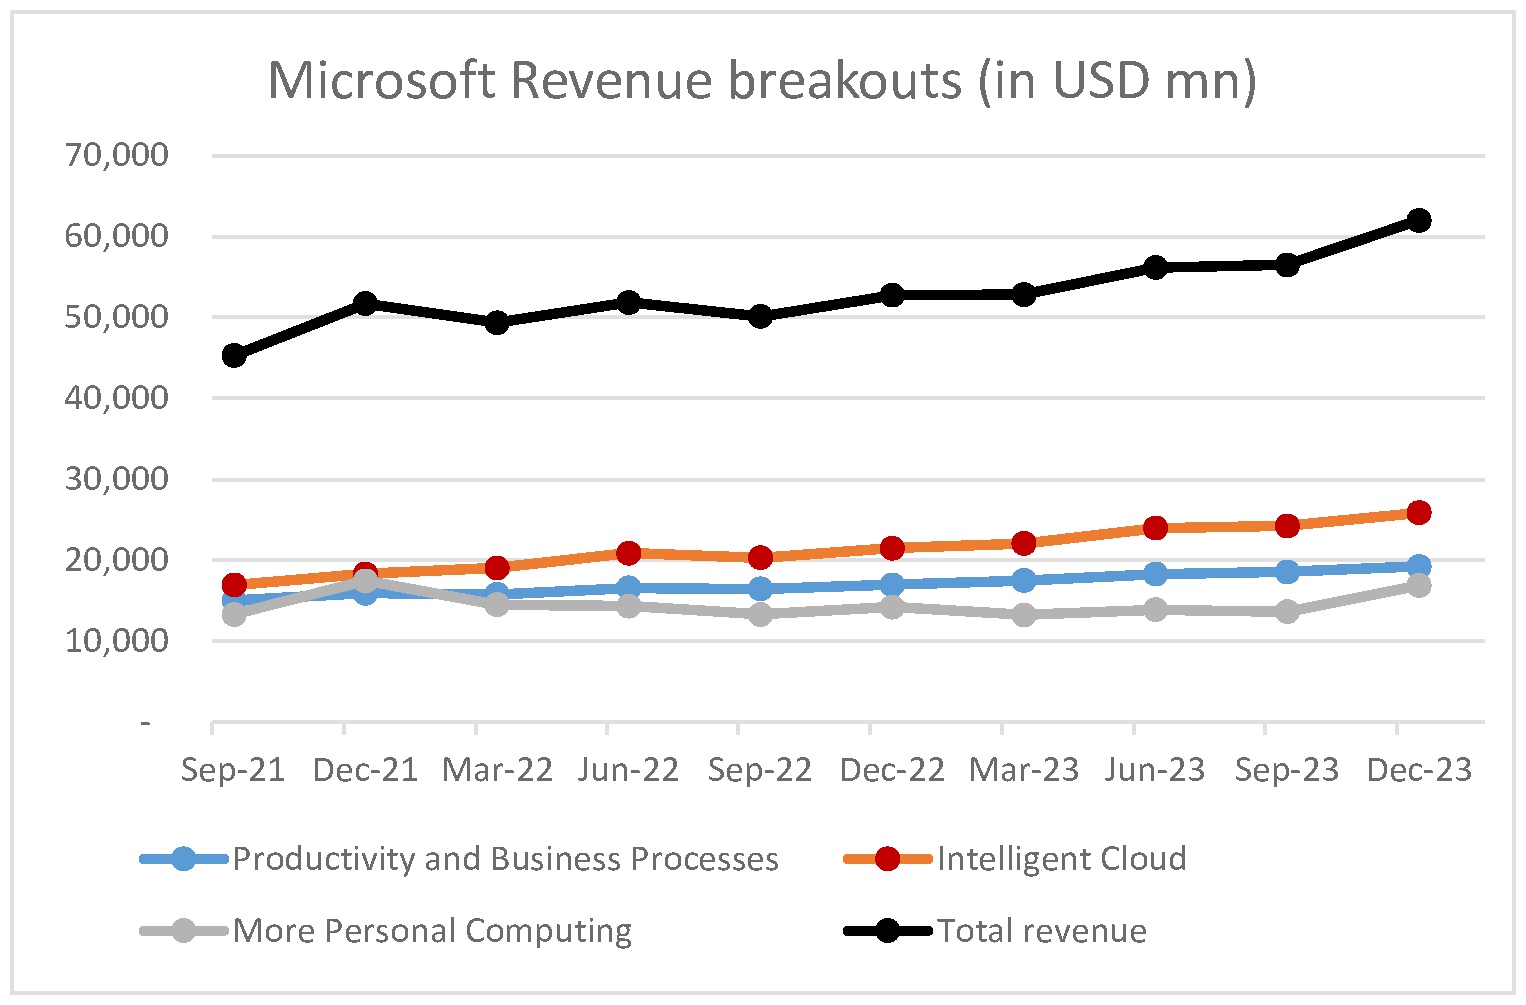 Microsoft Revenue breakouts (in USD mn)
70,000
60,000
50,000
40,000
30,000
20,000
10,000
-
Sep-21 Dec-21 Mar-22 Jun-22 Sep-22 Dec-22 Mar-23 Jun-23 Sep-23 Dec-23
Productivity and Business Processes Intelligent Cloud
More Personal Computing Total revenue